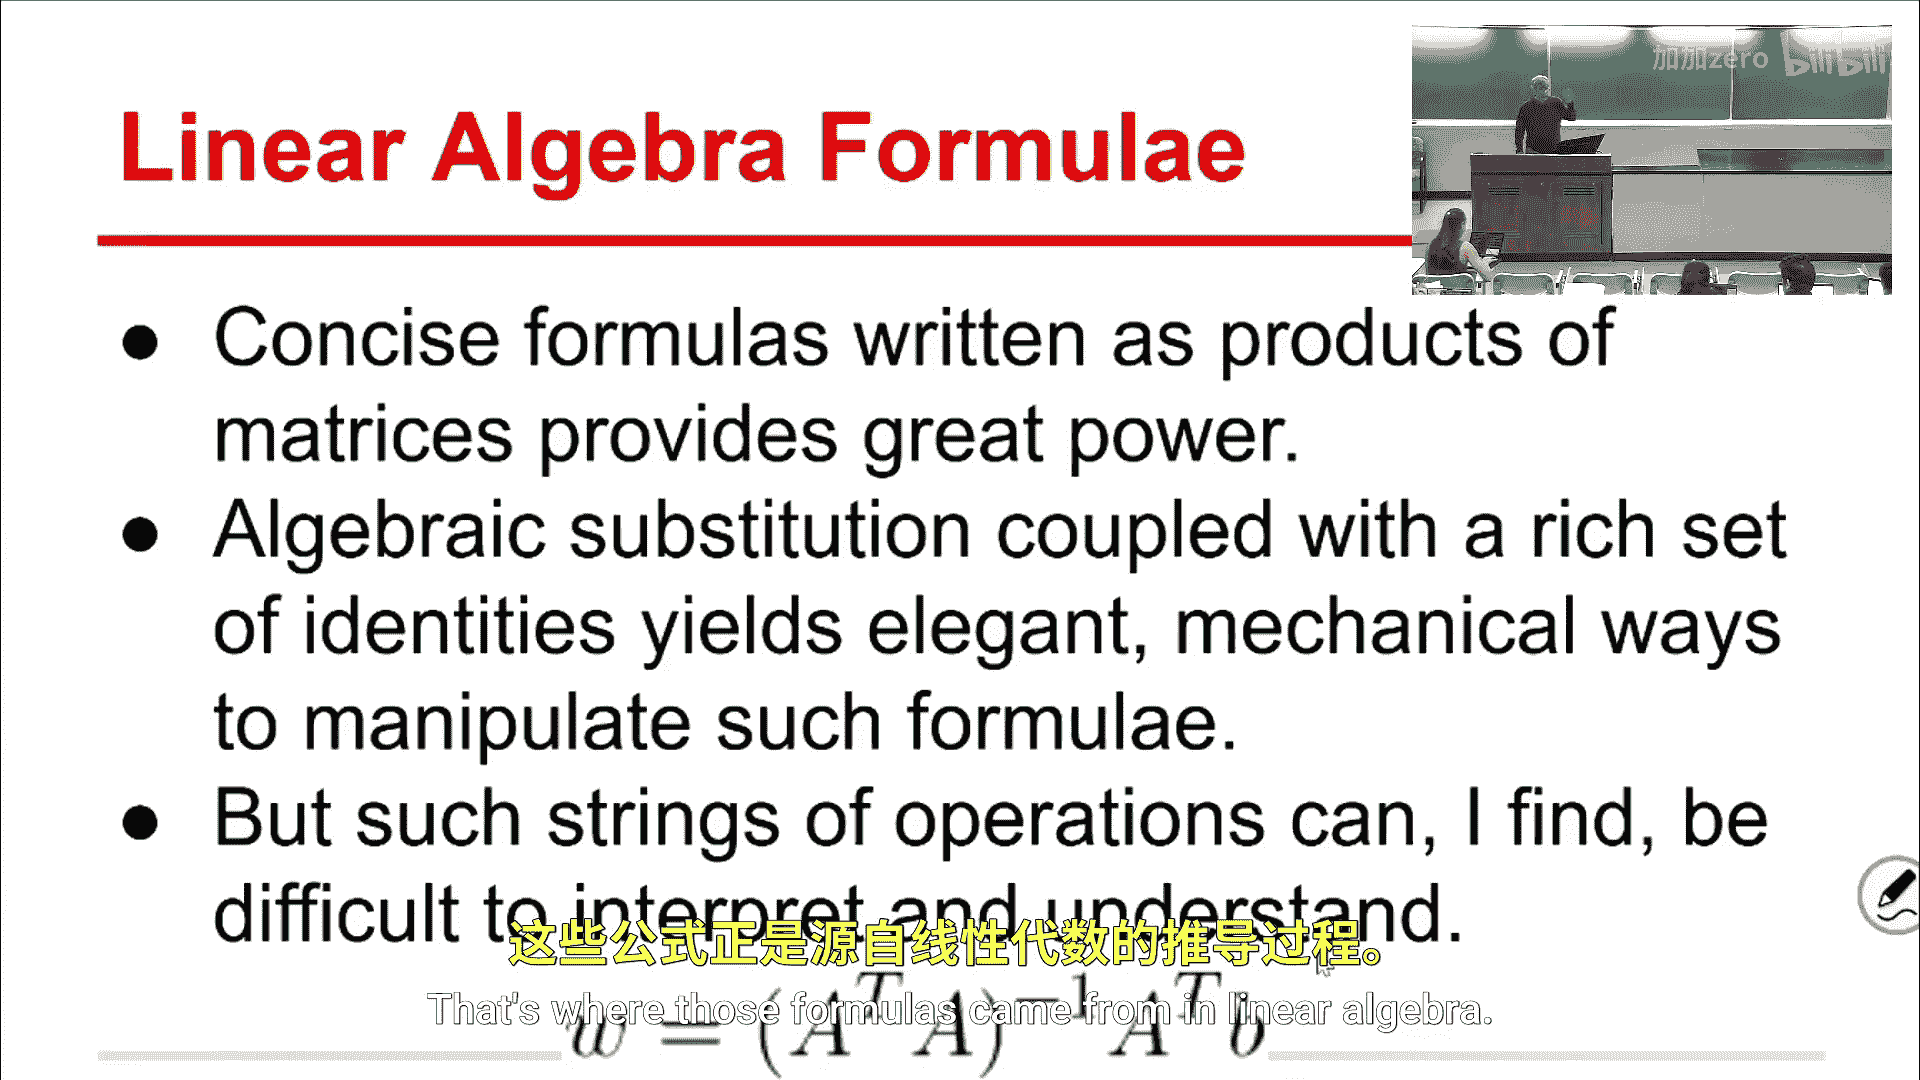 加加zero bilibili
Linear Algebra Formulae
● Concise formulas written as products of
matrices provides great power.
● Algebraic substitution coupled with a rich set
of identities yields elegant, mechanical ways
to manipulate such formulae.
● But such strings of operations can, I find, be
difficult to interpret and understand.
这些公式正是源自线性代数的推导过程。
w = (AᵀA)⁻¹Aᵀb
That's where those formulas came from in linear algebra.